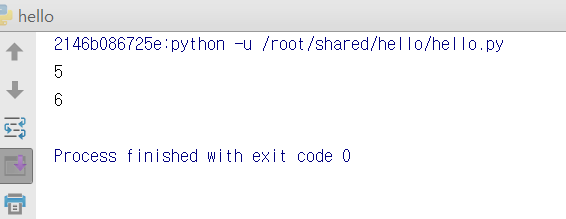 hello
2146b086725e:python -u /root/shared/hello/hello.py
5
6
Process finished with exit code 0